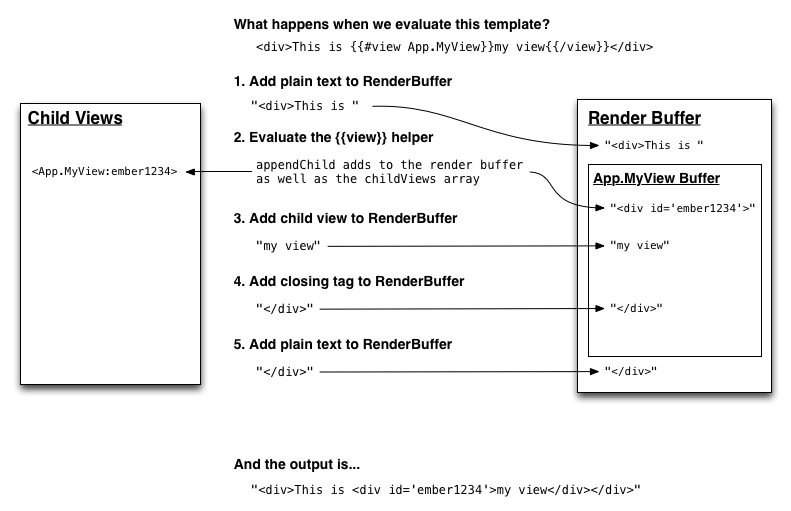 What happens when we evaluate this template?
<div>This is {{#view App.MyView}}my view{{/view}}</div>
1. Add plain text to RenderBuffer
"<div>This is "
2. Evaluate the {{view}} helper
appendChild adds to the render buffer
as well as the childViews array
3. Add child view to RenderBuffer
"my view"
4. Add closing tag to RenderBuffer
"</div>"
5. Add plain text to RenderBuffer
"</div>"
Child Views
<App.MyView:ember1234>
Render Buffer
"<div>This is "
App.MyView Buffer
"<div id='ember1234'>"
"my view"
"</div>"
"</div>"
And the output is...
"<div>This is <div id='ember1234'>my view</div></div>"